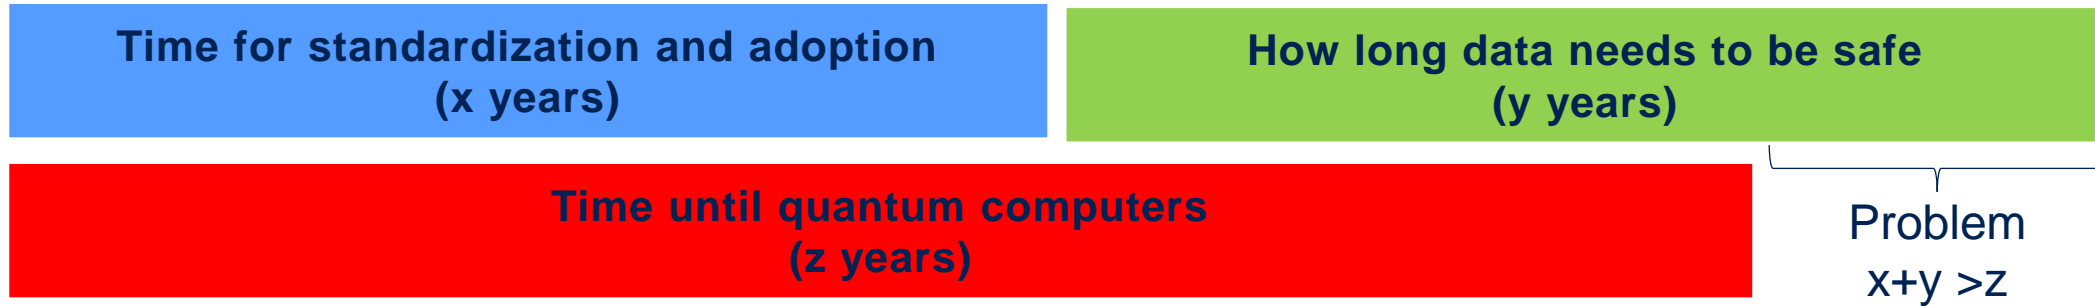 Time for standardization and adoption
(x years)
How long data needs to be safe
(y years)
Time until quantum computers
(z years)
Problem
x+y >z